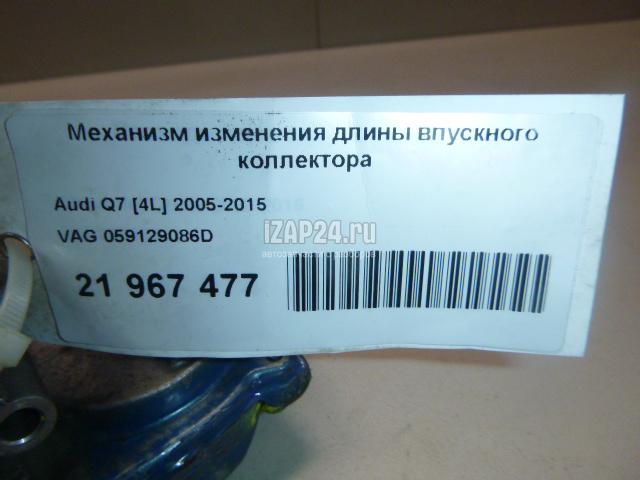 Механизм изменения длины впускного
коллектора
Audi Q7 [4L] 2005-2015
iZAP24.ru
VAG 059129086D
21 967 477